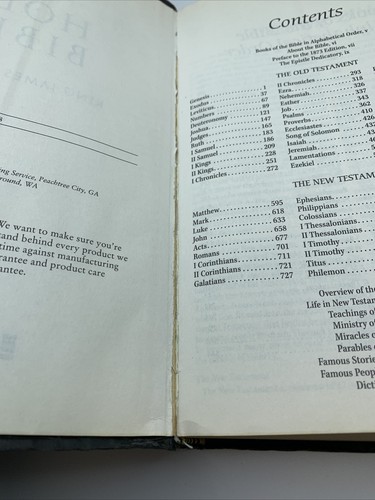 s
ng Service, Peachtree City, GA
round, WA
We want to make sure you're
and behind every product we
time against manufacturing
arantee and product care
antee.
Contents
Books of the Bible in Alphabetical Order, v
About the Bible, vi
Preface to the 1873 Edition, vii
The Epistle Dedicatory, ix
THE OLD TESTAMENT
Genesis 1
Exodus 37
Leviticus 67
Numbers 89
Deuteronomy 121
Joshua 147
Judges 165
Ruth 183
I Samuel 186
II Samuel 209
I Kings 228
II Kings 251
I Chronicles 272
II Chronicles 293
Ezra 318
Nehemiah 326
Esther 337
Job 343
Psalms
Proverbs 426
Ecclesiastes
Song of Solomon
Isaiah
Jeremiah
Lamentations
Ezekiel
THE NEW TESTAM
Matthew 595
Mark 618
Luke 633
John 658
Acts 677
Romans 701
I Corinthians 711
II Corinthians 721
Galatians 727
Ephesians
Philippians
Colossians
I Thessalonians
II Thessalonians
I Timothy
II Timothy
Titus
Philemon
Overview of the
Life in New Testa
Teachings of
Ministry of
Miracles o
Parables o
Famous Storie
Famous Peop
Dict